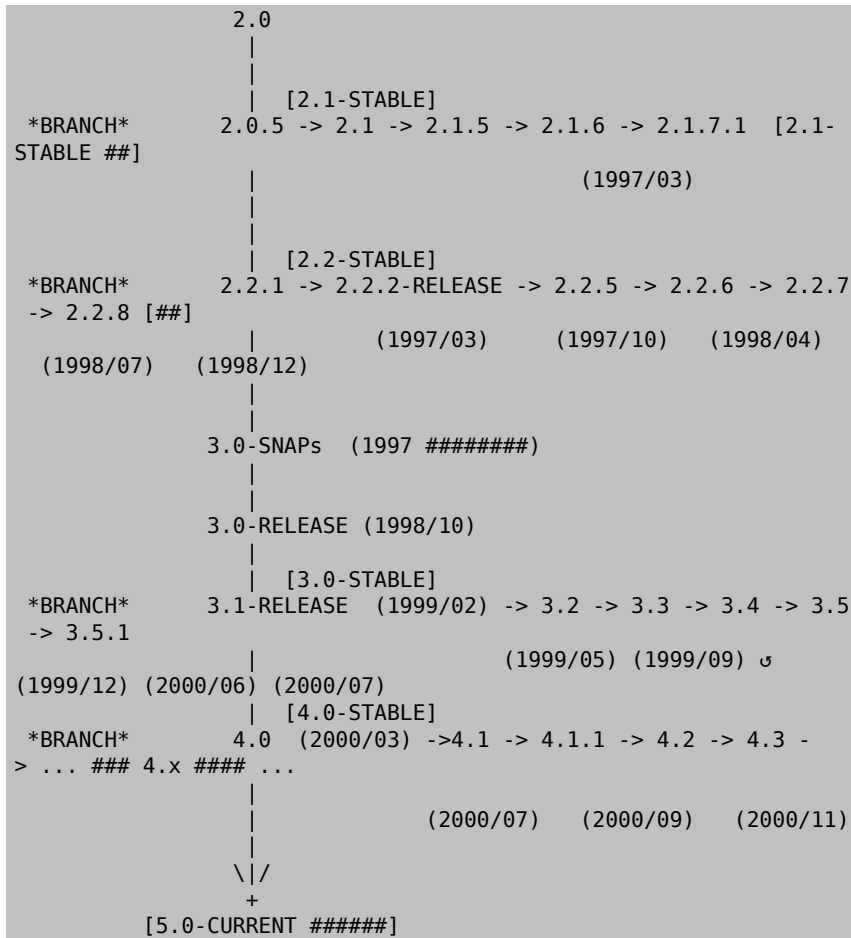 2.0
|
|
| [2.1-STABLE]
*BRANCH* 2.0.5 -> 2.1 -> 2.1.5 -> 2.1.6 -> 2.1.7.1 [2.1-
STABLE ##]
| (1997/03)
|
|
| [2.2-STABLE]
*BRANCH* 2.2.1 -> 2.2.2-RELEASE -> 2.2.5 -> 2.2.6 -> 2.2.7
-> 2.2.8 [##]
| (1997/03) (1997/10) (1998/04)
(1998/07) (1998/12)
|
|
3.0-SNAPs (1997 ########)
|
|
3.0-RELEASE (1998/10)
|
| [3.0-STABLE]
*BRANCH* 3.1-RELEASE (1999/02) -> 3.2 -> 3.3 -> 3.4 -> 3.5
-> 3.5.1
| (1999/05) (1999/09) ↺
(1999/12) (2000/06) (2000/07)
| [4.0-STABLE]
*BRANCH* 4.0 (2000/03) ->4.1 -> 4.1.1 -> 4.2 -> 4.3 -
> ... ### 4.x #### ...
|
| (2000/07) (2000/09) (2000/11)
|
\|/
+
[5.0-CURRENT ######]